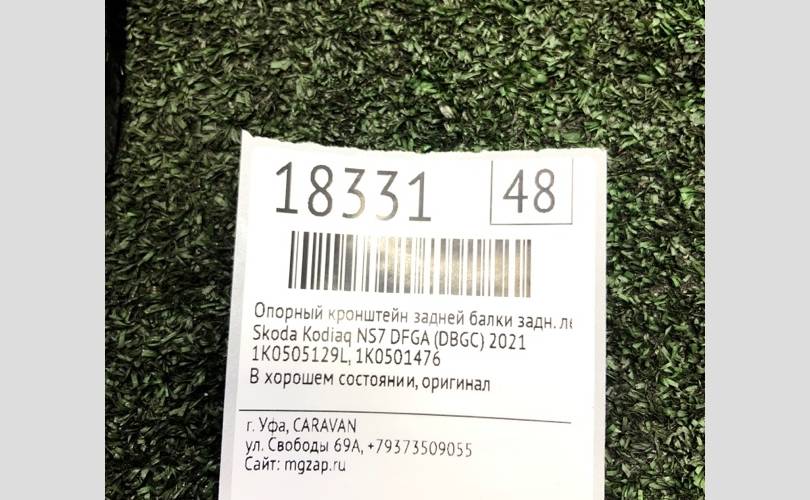 18331 48
Опорный кронштейн задней балки задн.
Skoda Kodiaq NS7 DFGA (DBGC) 2021
1K0505129L, 1K0501476
В хорошем состоянии, оригинал
г. Уфа, CARAVAN
ул. Свободы 69А, +79373509055
Сайт: mgzap.ru